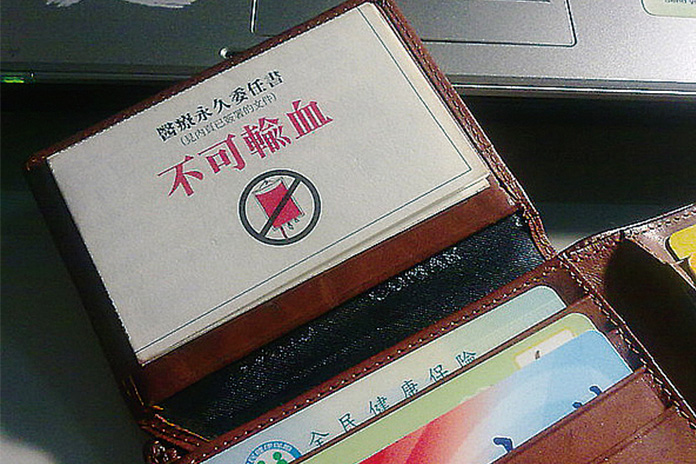 醫療永久委任書
(見內頁已簽署的文件)
不可輸血
全民健康保險